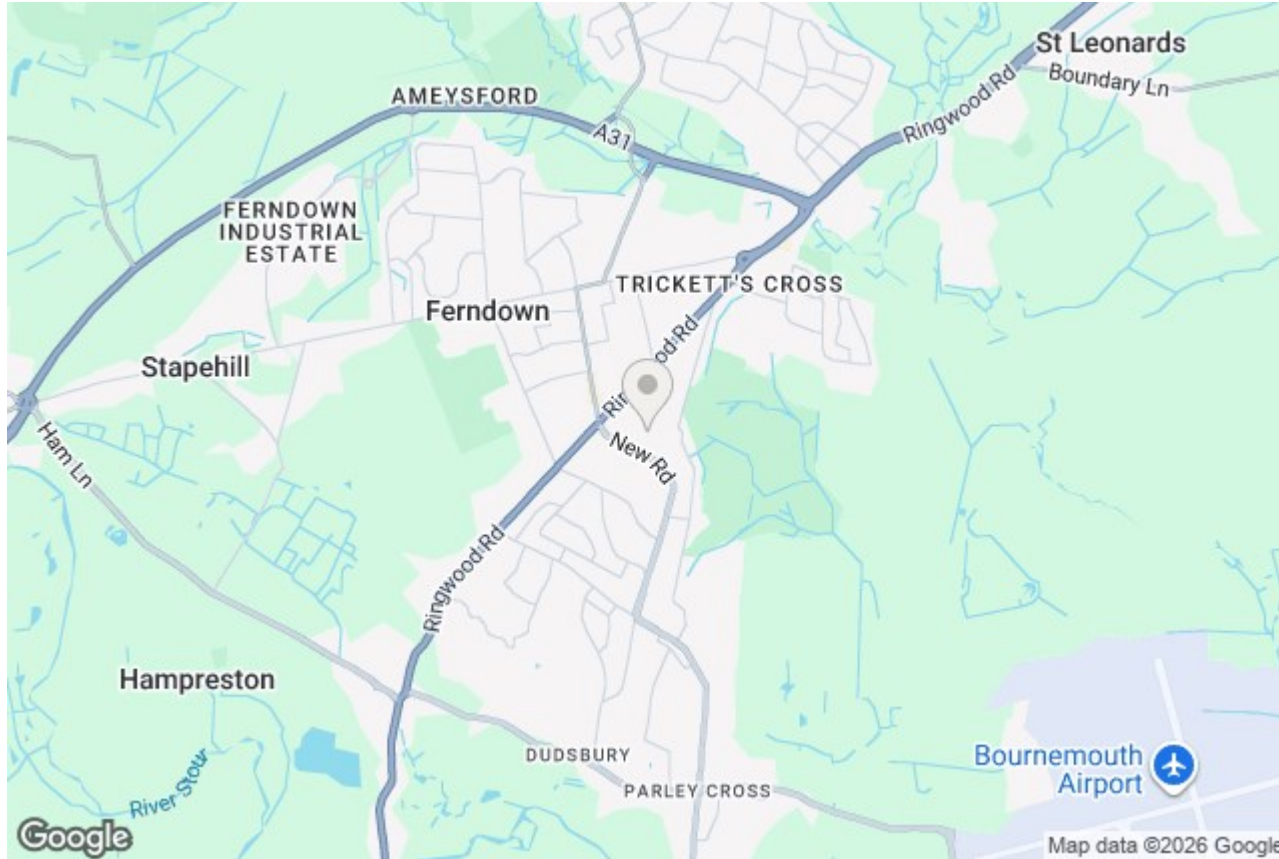 St Leonards
Boundary Ln
Ringwood Rd
AMEYSFORD
A31
FERNDOWN
INDUSTRIAL
ESTATE
TRICKETT'S CROSS
Ferndown
Stapehill
Ham Ln
New Rd
Ringwood Rd
Hampreston
River Stour
DUDSBURY
PARLEY CROSS
Bournemouth
Airport
Google
Map data ©2026 Google